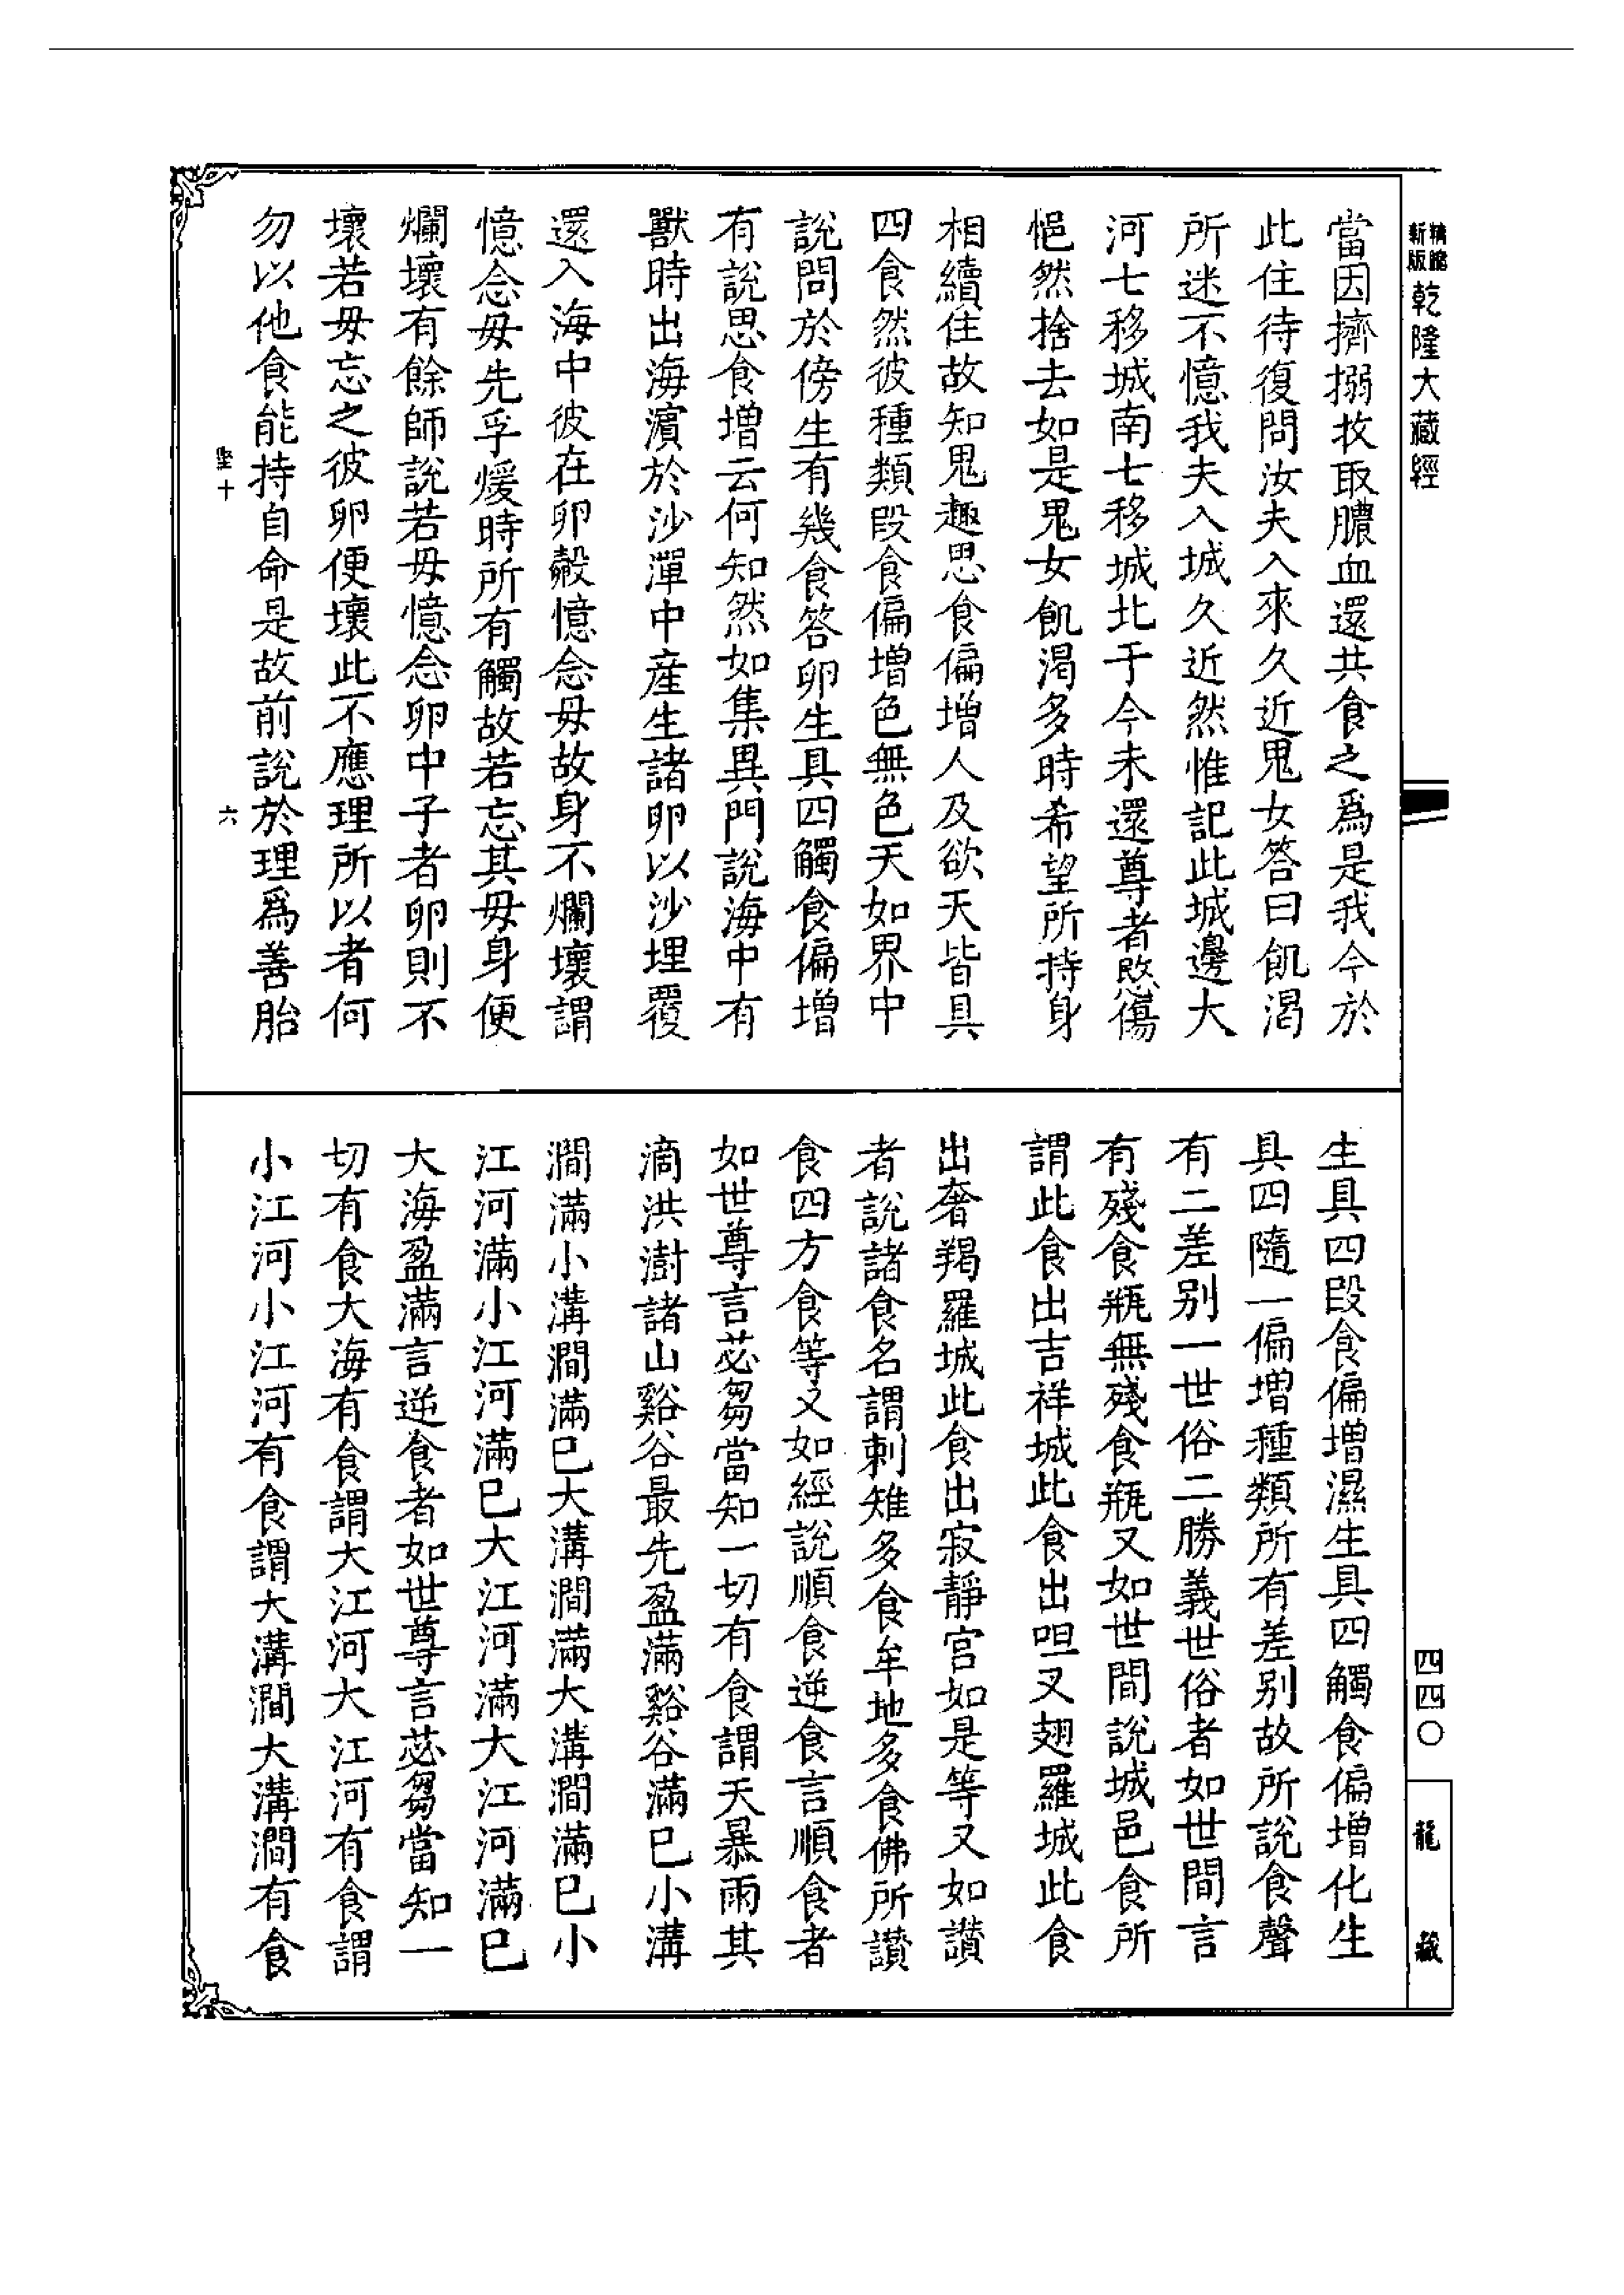 新版
精縮
乾隆大藏經
當因擠搦扠取膿血還共食之爲是我今於
此住待復問汝夫入來久近鬼女答曰飢渴
所迷不憶我夫入城久近然惟記此城邊大
河七移城南七移城北于今未還尊者愍傷
悒然捨去如是鬼女飢渴多時希望所持身
相續住故知鬼趣思食偏增人及欲天皆具
四食然彼種類段食偏增色無色天如界中
說問於傍生有幾食答卵生具四觸食偏增
有說思食增云何知然如集異門說海中有
獸時出海濱於沙潬中産生諸卵以沙埋覆
還入海中彼在卵㲉憶念毋故身不爛壞謂
憶念毋先孚煖時所有觸故若忘其毋身便
爛壞有餘師說若毋憶念卵中子者卵則不
壞若毋忘之彼卵便壞此不應理所以者何
勿以他食能持自命是故前說於理爲善胎
堅十
六
生具四段食偏增濕生具四觸食偏增化生
具四隨一偏增種類所有差別故所說食聲
有二差别一世俗二勝義世俗者如世間言
有殘食瓶無殘食瓶又如世間說城邑食所
謂此食出吉祥城此食出呾叉翅羅城此食
出奢羯羅城此食出寂靜宫如是等又如讚
者說諸食名謂剌雉多食牟地多食佛所讃
食四方食等又如經說順食逆食言順食者
如世尊言苾芻當知一切有食謂天暴雨其
滴洪澍諸山谿谷最先盈滿谿谷滿巳小溝
澗滿小溝澗滿巳大溝澗滿大溝澗滿巳小
江河滿小江河滿巳大江河滿大江河滿巳
大海盈滿言逆食者如世尊言苾芻當知一
切有食大海有食謂大江河大江河有食謂
小江河小江河有食謂大溝澗大溝澗有食
四四〇
龍藏